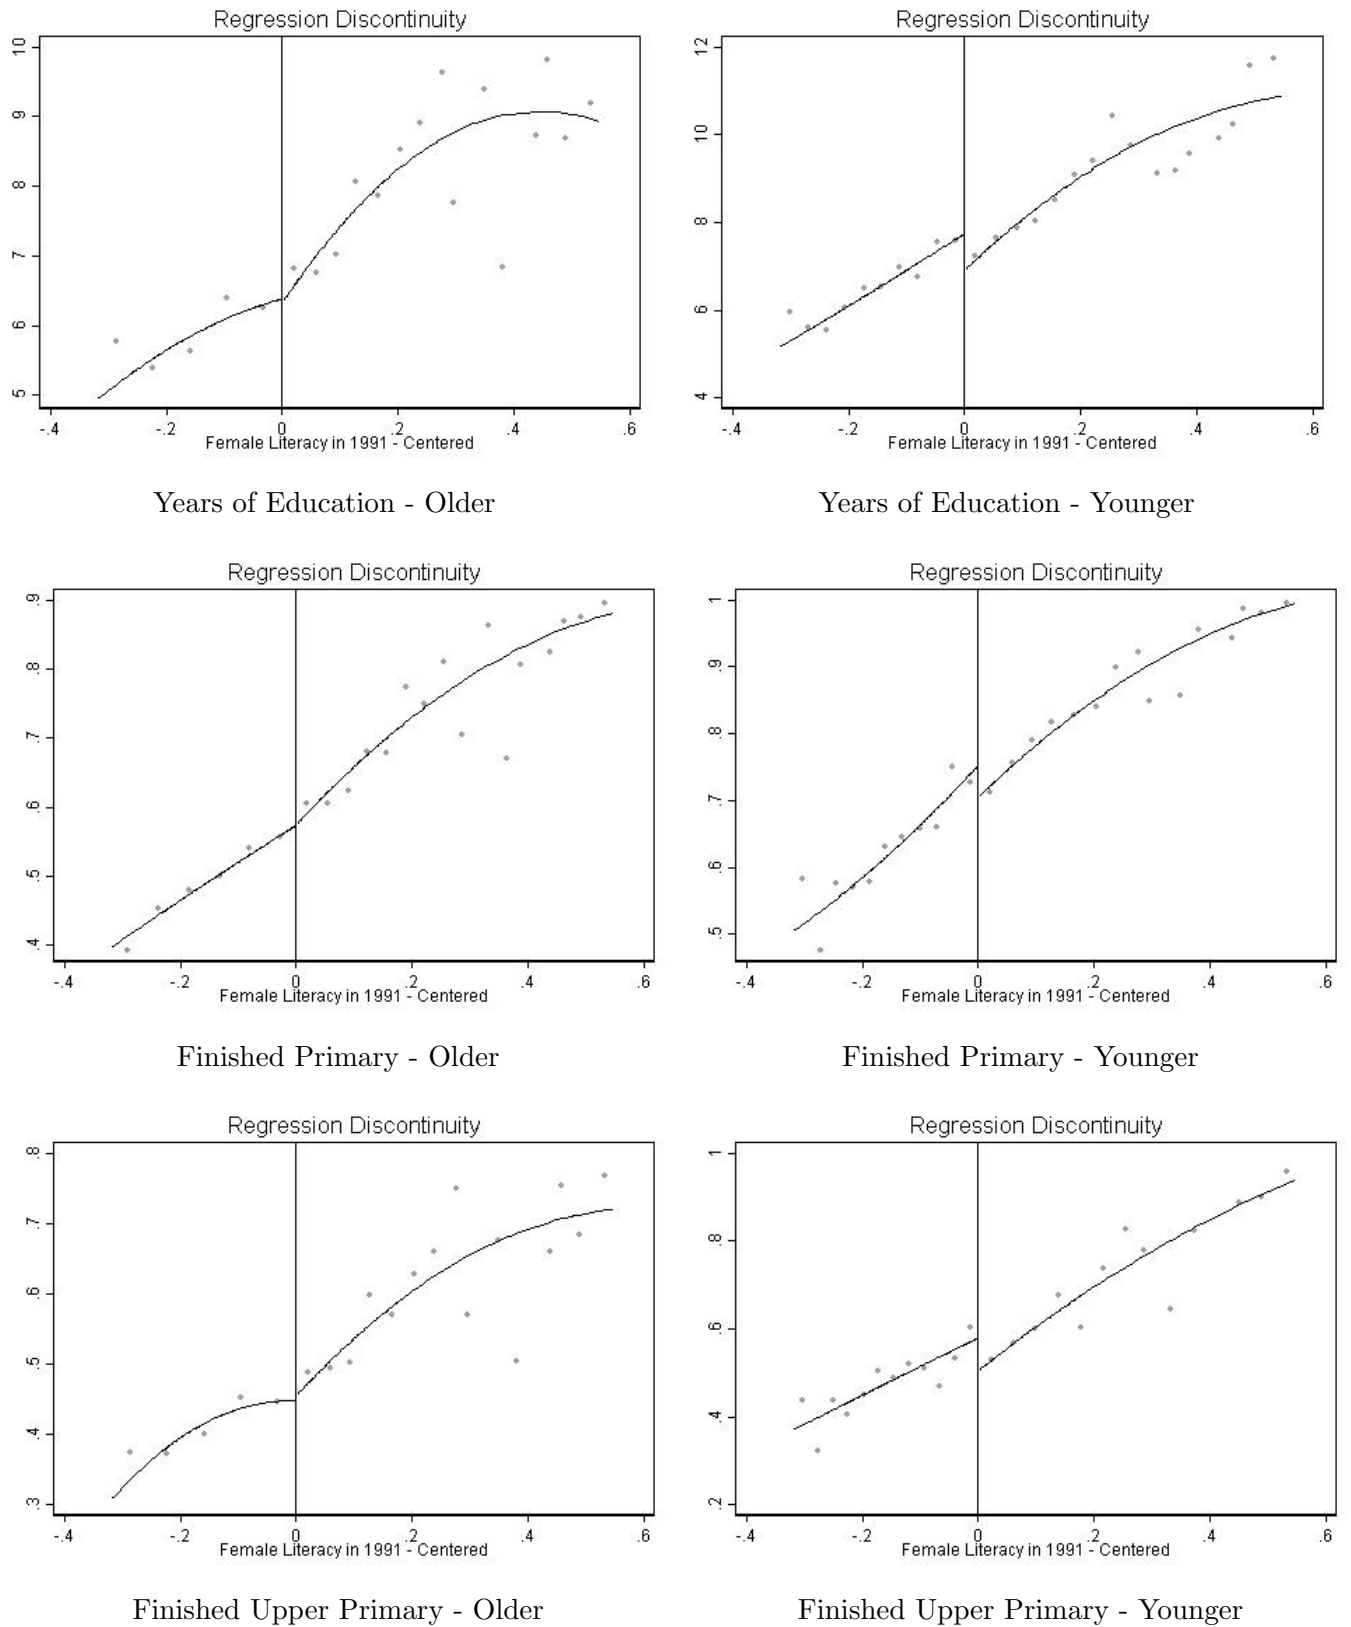 Regression Discontinuity
10
9
8
7
6
5
-.4 -.2 0 .2 .4 .6
Female Literacy in 1991 - Centered
Years of Education - Older
Regression Discontinuity
12
10
8
6
4
-.4 -.2 0 .2 .4 .6
Female Literacy in 1991 - Centered
Years of Education - Younger
Regression Discontinuity
.9
.8
.7
.6
.5
.4
-.4 -.2 0 .2 .4 .6
Female Literacy in 1991 - Centered
Finished Primary - Older
Regression Discontinuity
1
.9
.8
.7
.6
.5
-.4 -.2 0 .2 .4 .6
Female Literacy in 1991 - Centered
Finished Primary - Younger
Regression Discontinuity
.8
.7
.6
.5
.4
.3
-.4 -.2 0 .2 .4 .6
Female Literacy in 1991 - Centered
Finished Upper Primary - Older
Regression Discontinuity
1
.8
.6
.4
.2
-.4 -.2 0 .2 .4 .6
Female Literacy in 1991 - Centered
Finished Upper Primary - Younger